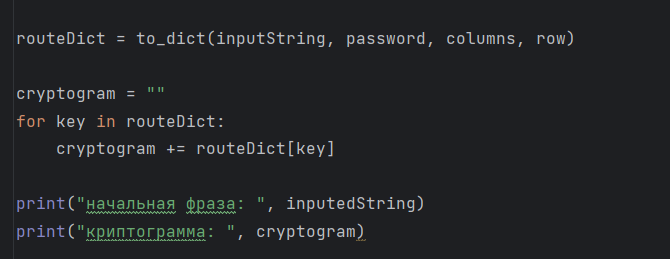 routeDict = to_dict(inputString, password, columns, row)
cryptogram = ""
for key in routeDict:
    cryptogram += routeDict[key]
print("начальная фраза: ", inputedString)
print("криптограмма: ", cryptogram)